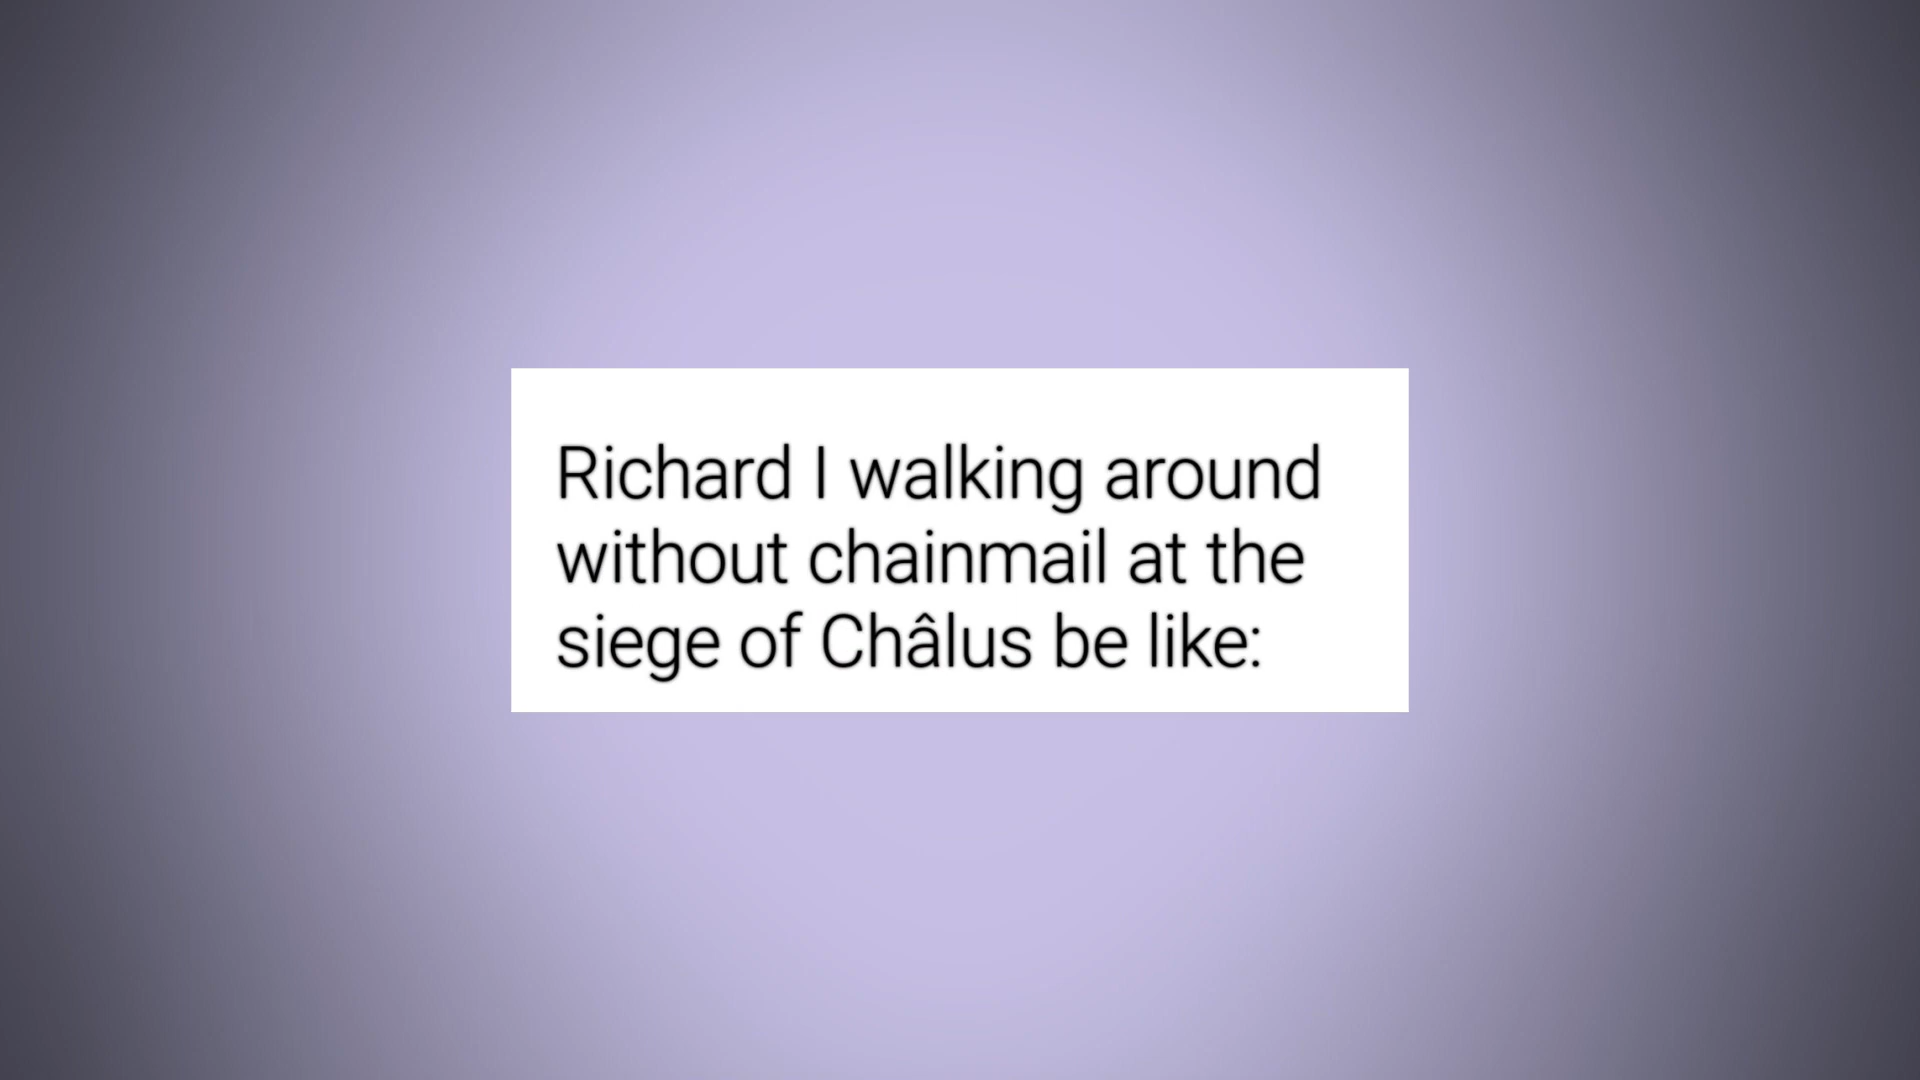 Richard I walking around
without chainmail at the
siege of Châlus be like: